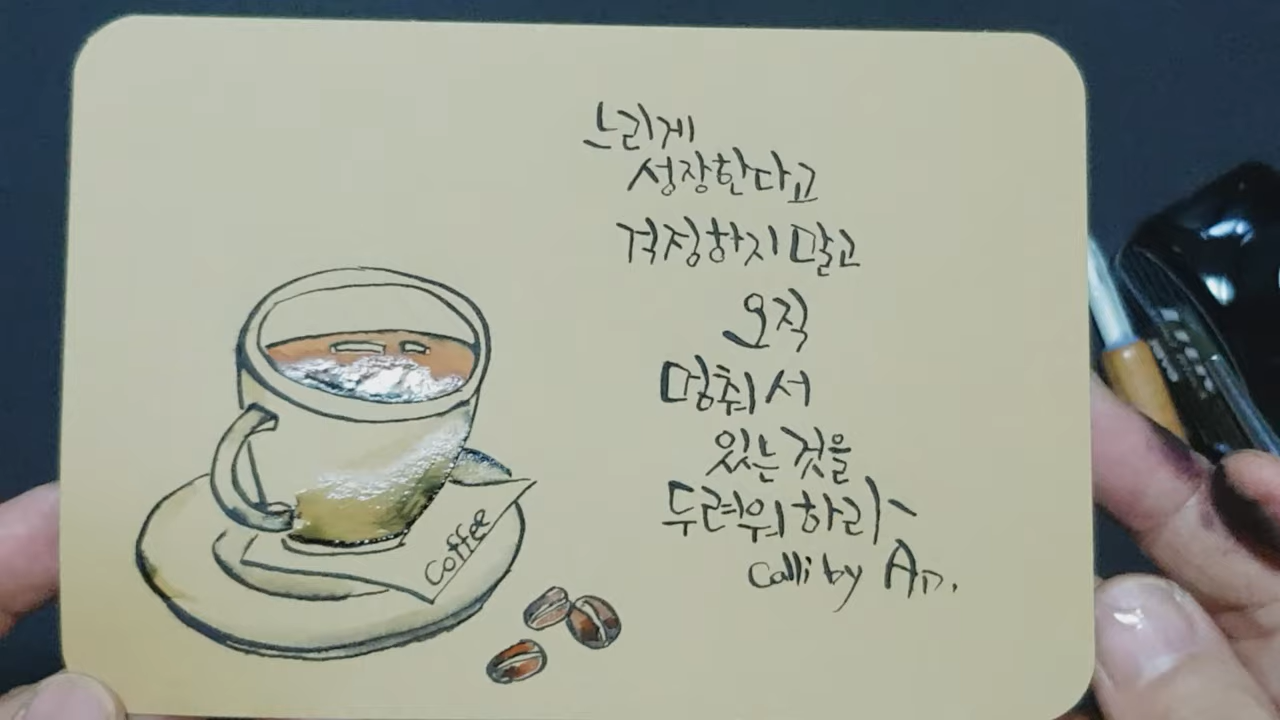 느리게
성장한다고
걱정하지 말고
오직
멈춰 서
있는 것을
두려워하라
Calli by
Coffee